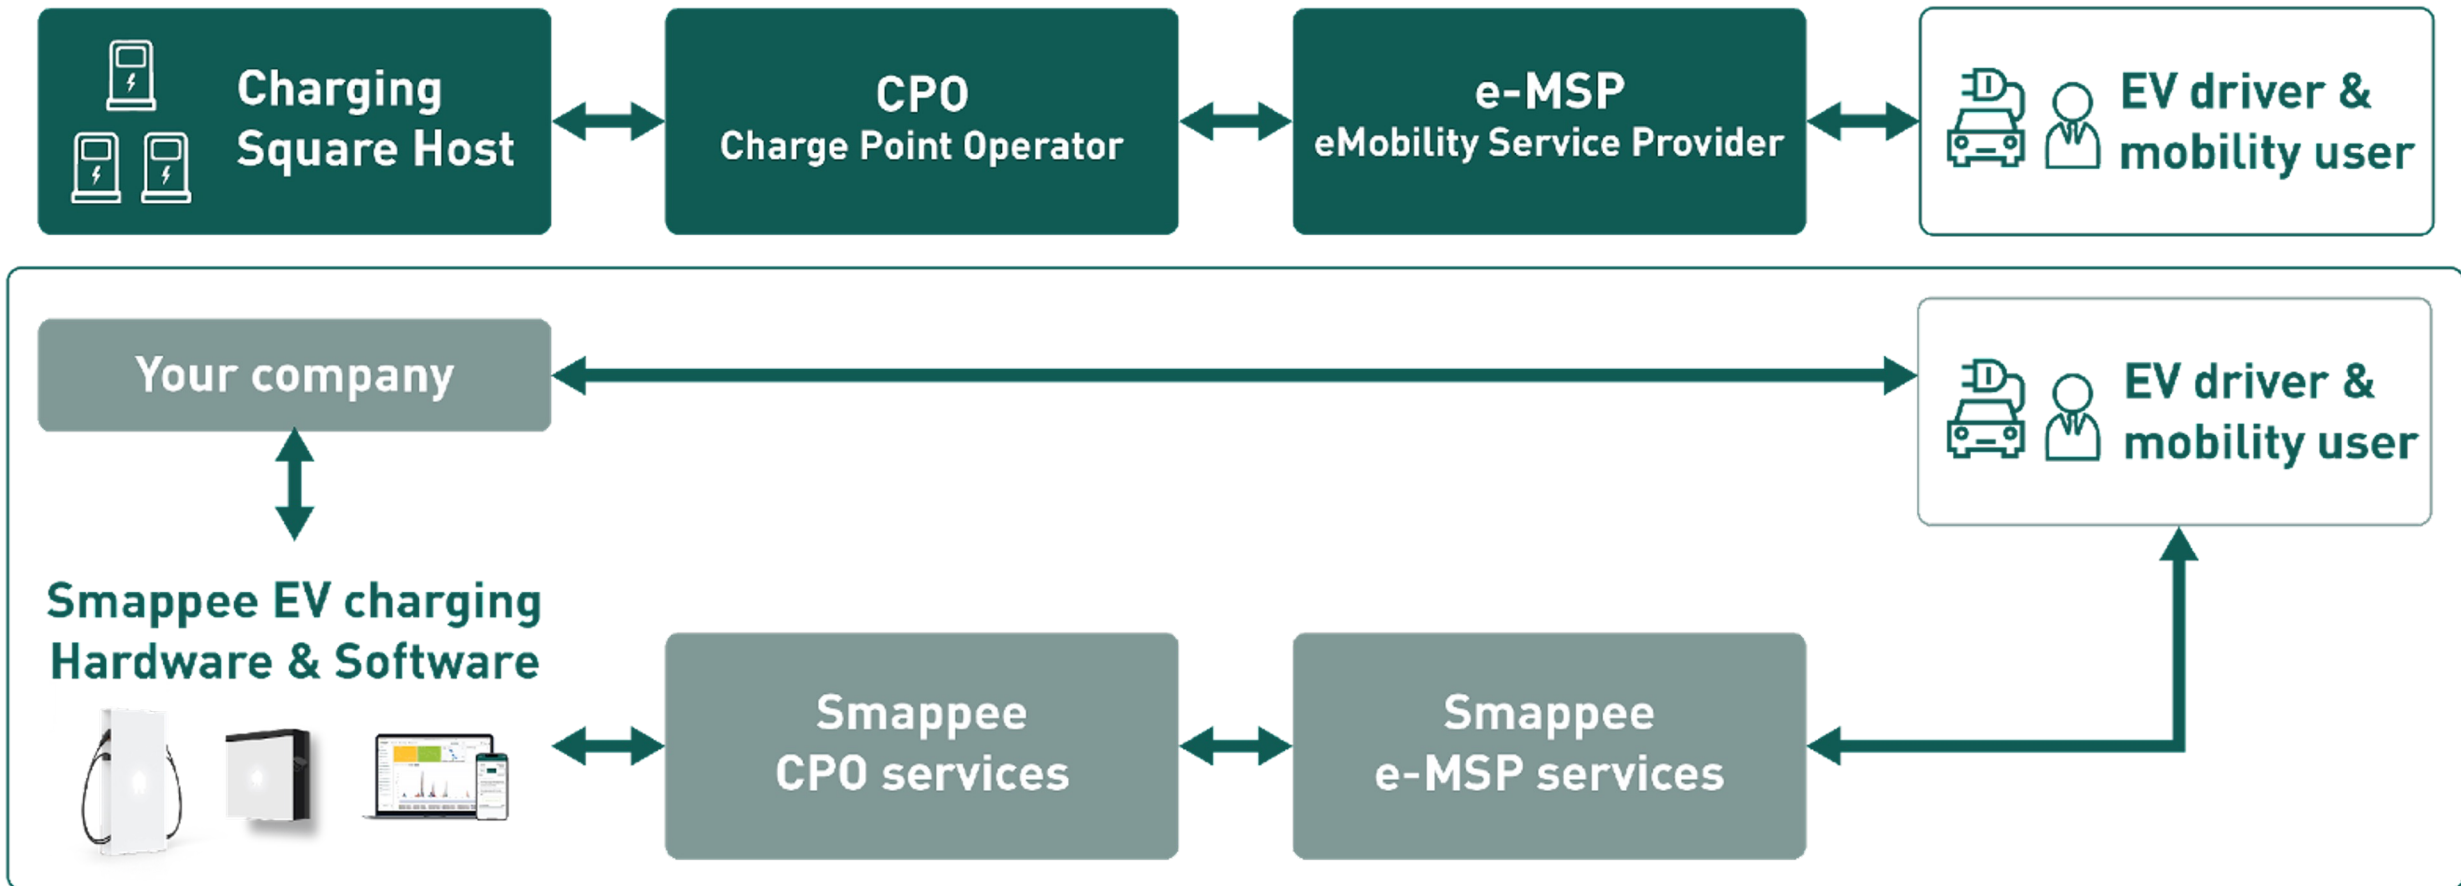 Charging
Square Host
CPO
Charge Point Operator
e-MSP
eMobility Service Provider
EV driver &
mobility user
Your company
EV driver &
mobility user
Smappee EV charging
Hardware & Software
Smappee
CPO services
Smappee
e-MSP services